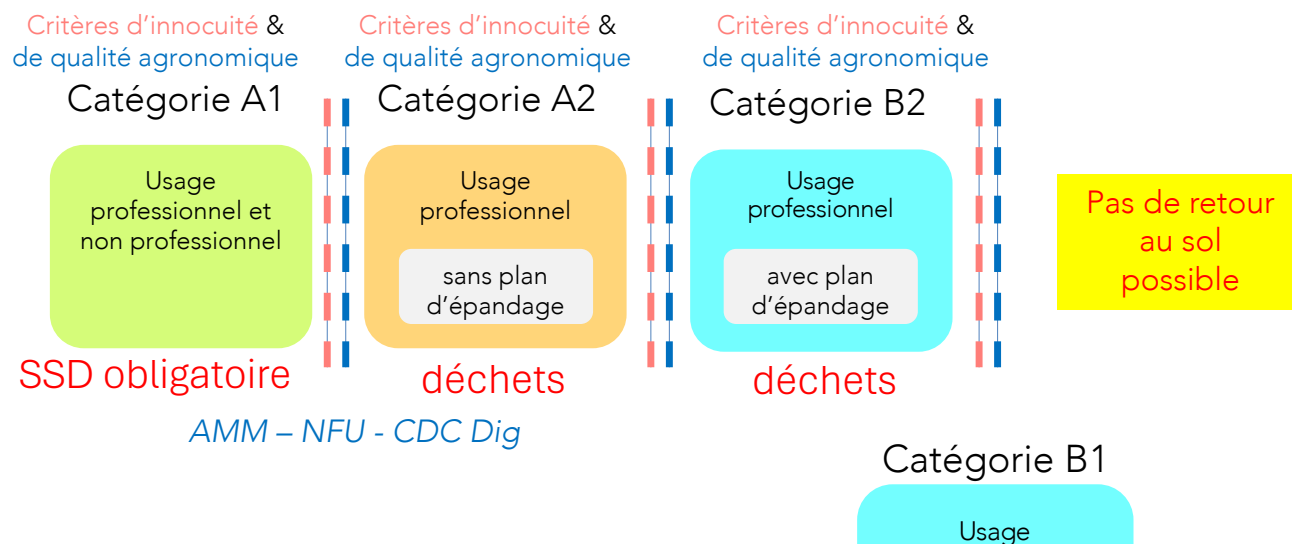 Critères d'innocuité &
de qualité agronomique
Catégorie A1
Usage
professionnel et
non professionnel
SSD obligatoire
Critères d'innocuité &
de qualité agronomique
Catégorie A2
Usage
professionnel
sans plan
d'épandage
déchets
AMM – NFU - CDC Dig
Critères d'innocuité &
de qualité agronomique
Catégorie B2
Usage
professionnel
avec plan
d'épandage
déchets
Pas de retour
au sol
possible
Catégorie B1
Usage